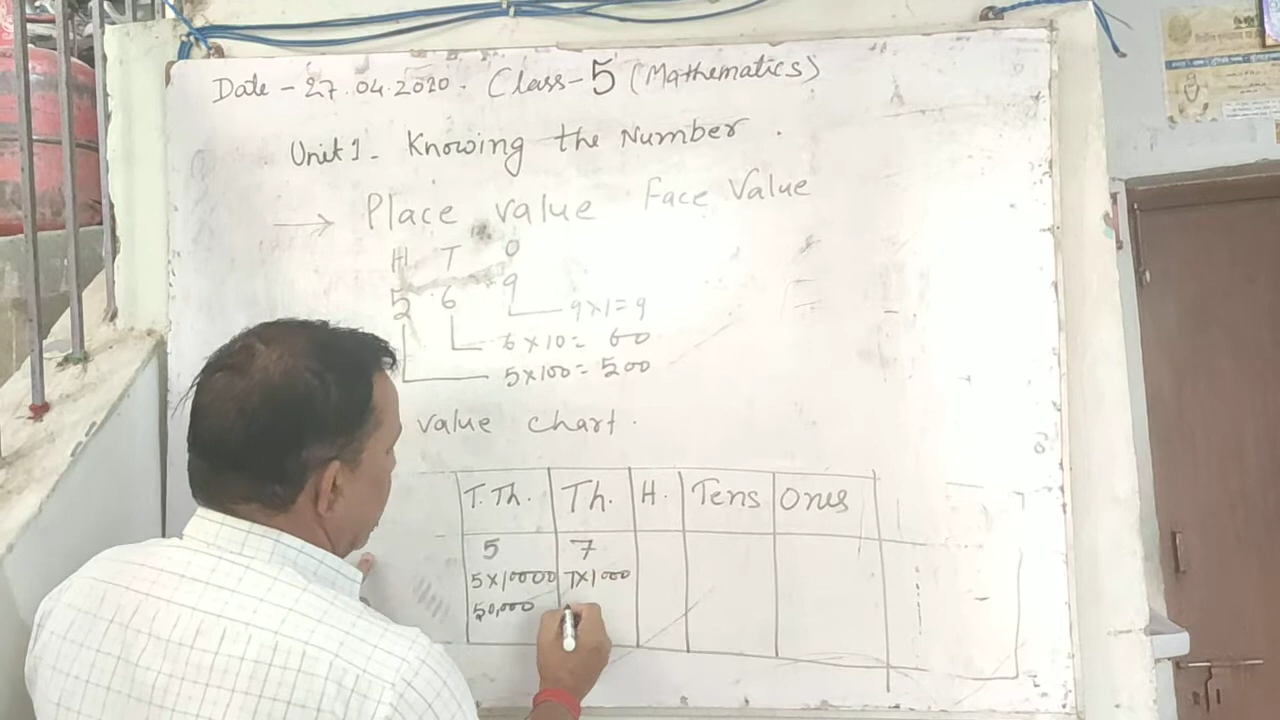 Date - 27.04.2020. Class-5 (Mathematics)
Unit 1 - Knowing the Number.
→ Place value Face Value
H T O
5 6 9
9×1=9
6×10= 60
5×100= 500
value chart.
T.Th. Th. H. Tens Ones
5 7
5×10000 7×1000
50,000